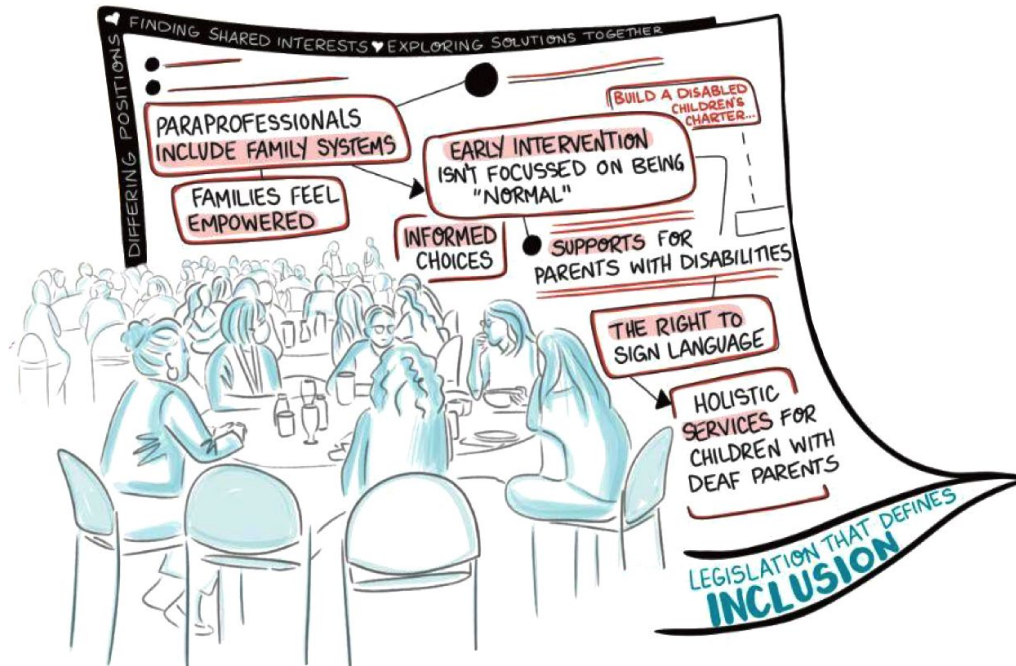 DIFFERING POSITIONS ♥ FINDING SHARED INTERESTS ♥ EXPLORING SOLUTIONS TOGETHER
PARAPROFESSIONALS
INCLUDE FAMILY SYSTEMS
FAMILIES FEEL
EMPOWERED
EARLY INTERVENTION
ISN'T FOCUSSED ON BEING
"NORMAL"
BUILD A DISABLED
CHILDREN'S
CHARTER...
INFORMED
CHOICES
SUPPORTS FOR
PARENTS WITH DISABILITIES
THE RIGHT TO
SIGN LANGUAGE
HOLISTIC
SERVICES FOR
CHILDREN WITH
DEAF PARENTS
LEGISLATION THAT DEFINES
INCLUSION